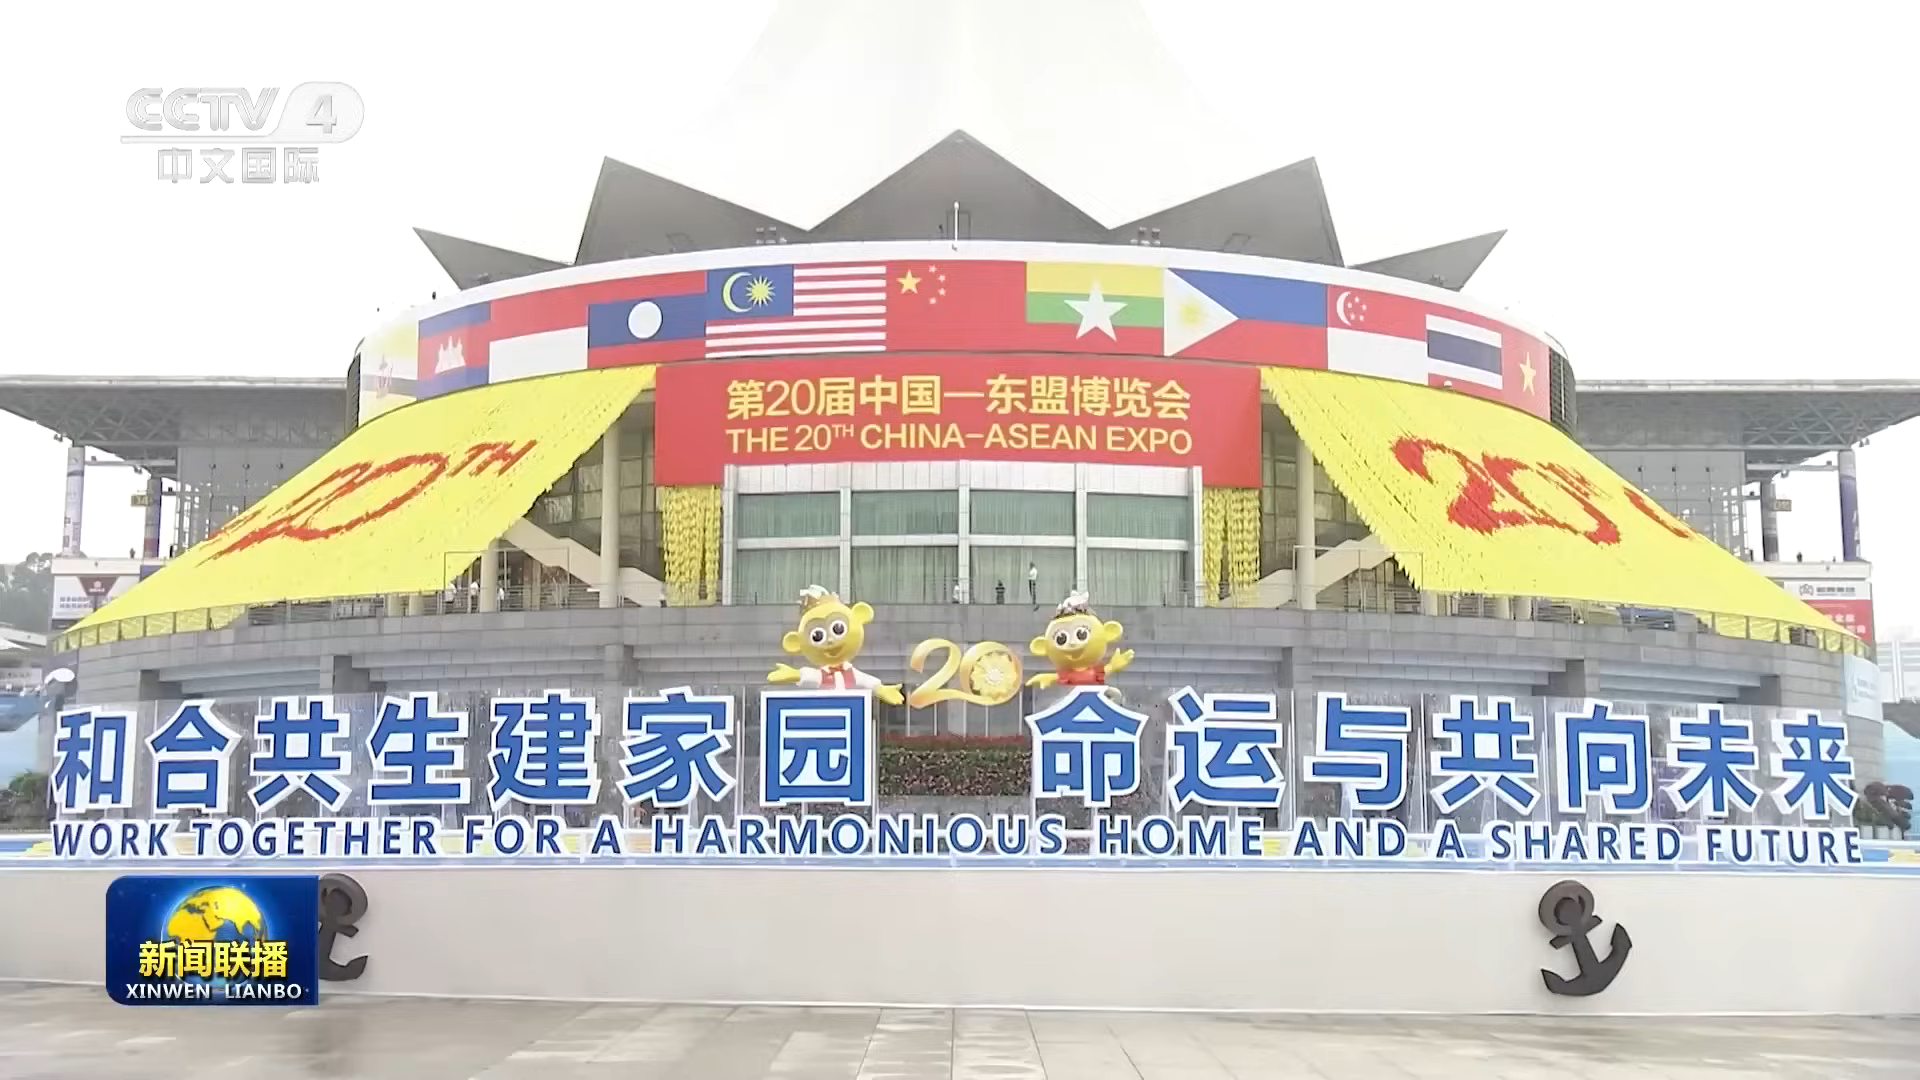 CCTV 4
中文国际
第20届中国—东盟博览会
THE 20TH CHINA-ASEAN EXPO
20TH
20TH
20
和合共生建家园 命运与共向未来
WORK TOGETHER FOR A HARMONIOUS HOME AND A SHARED FUTURE
新闻联播
XINWEN LIANBO